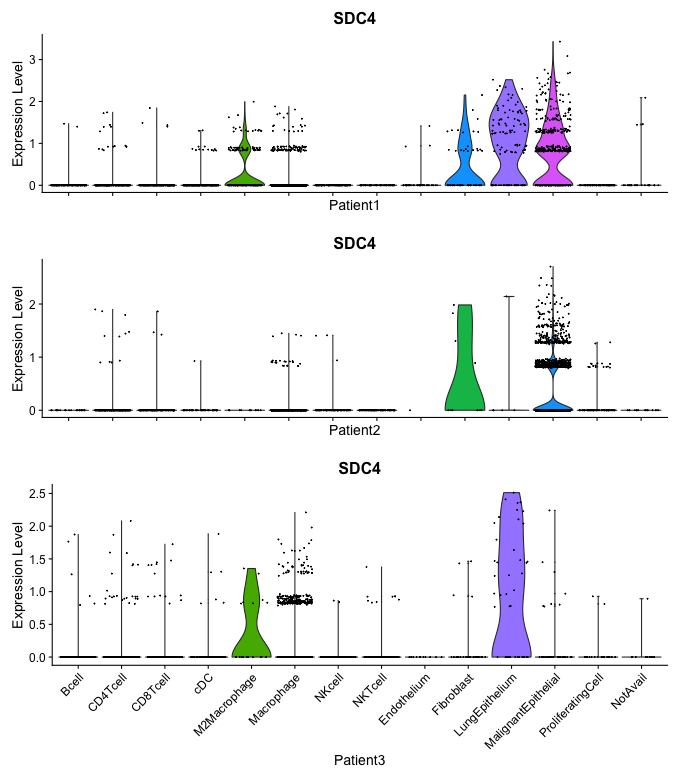 SDC4
Expression Level
3
2
1
0
Patient1
SDC4
Expression Level
2
1
0
Patient2
SDC4
Expression Level
2.5
2.0
1.5
1.0
0.5
0.0
Bcell
CD4Tcell
CD8Tcell
cDC
M2Macrophage
Macrophage
NKcell
NKTcell
Endothelium
Fibroblast
LungEpithelium
MalignantEpithelial
ProliferatingCell
NotAvail
Patient3